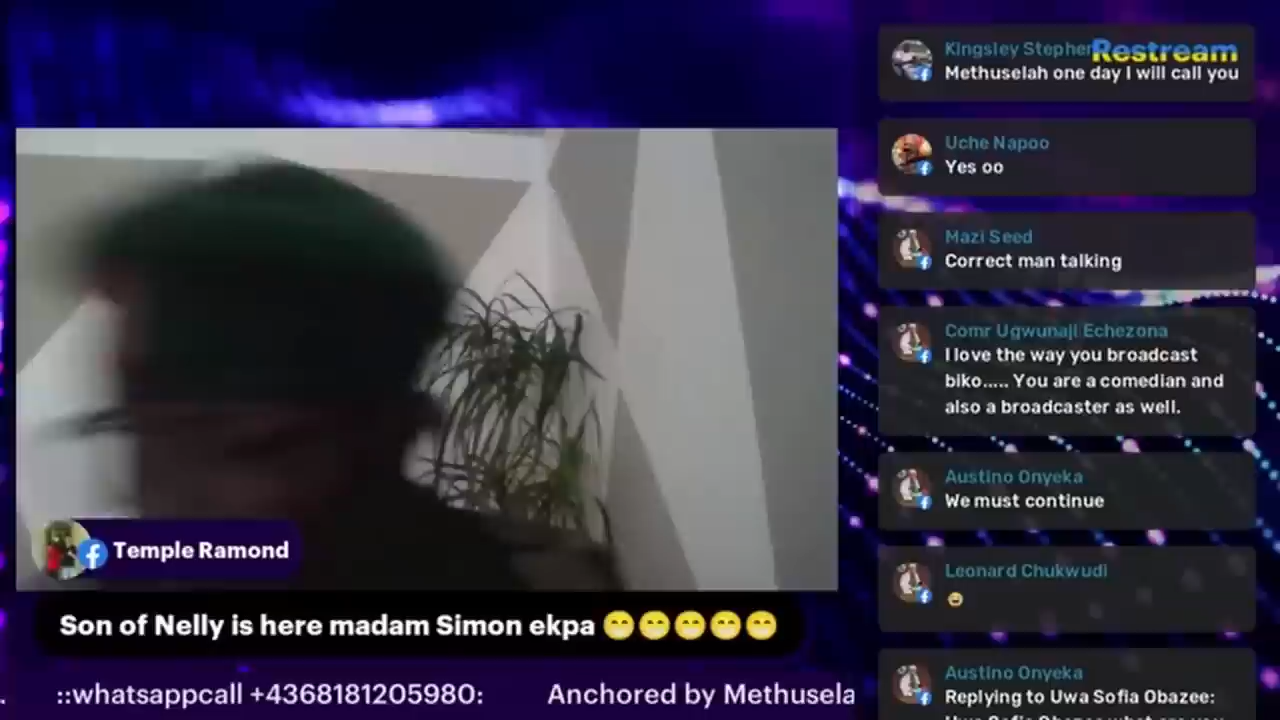 Kingsley Stephen
Restream
Methuselah one day I will call you
Uche Napoo
Yes oo
Mazi Seed
Correct man talking
Comr Ugwunaji Echezona
I love the way you broadcast
biko..... You are a comedian and
also a broadcaster as well.
Austino Onyeka
We must continue
Leonard Chukwudi
😂
Austino Onyeka
Replying to Uwa Sofia Obazee:
Temple Ramond
Son of Nelly is here madam Simon ekpa 😁😁😁😁😁
::whatsappcall +4368181205980: Anchored by Methusela